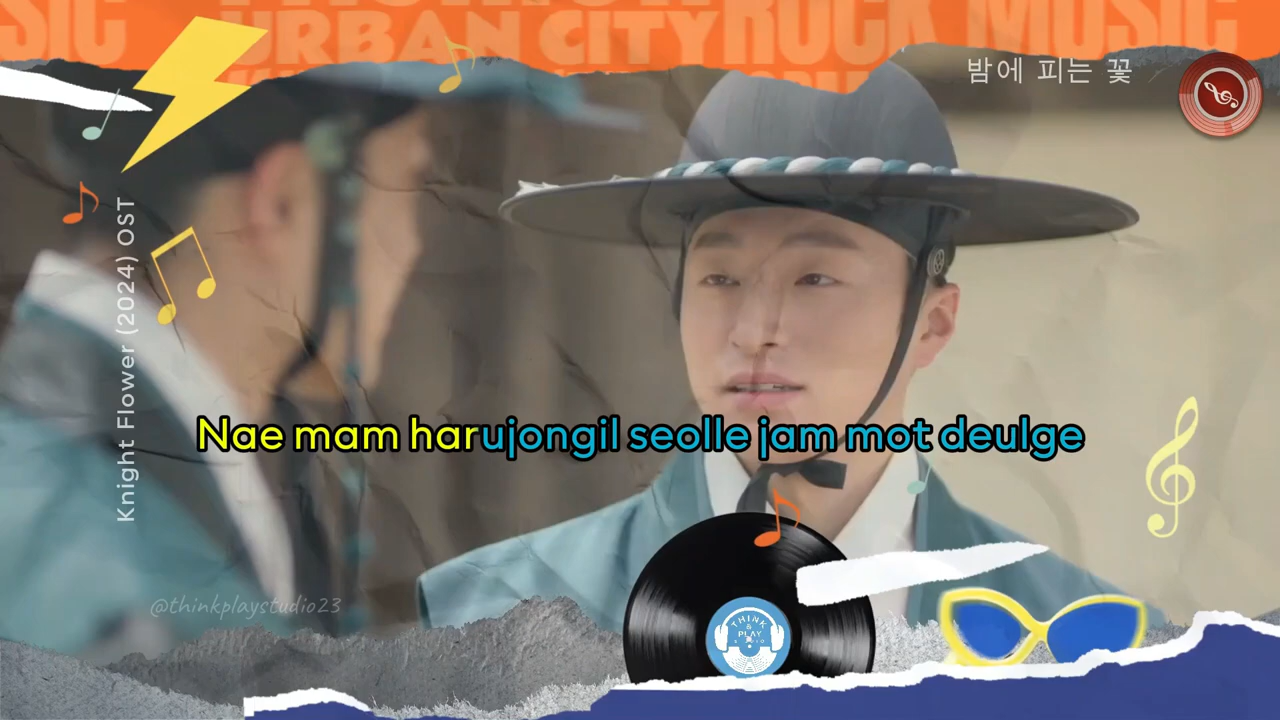 URBAN CITY ROCK MUSIC
밤에 피는 꽃
Knight Flower (2024) OST
Nae mam harujongil seolle jam mot deulge
@thinkplaystudio23
THINK
&
PLAY
STUDIO